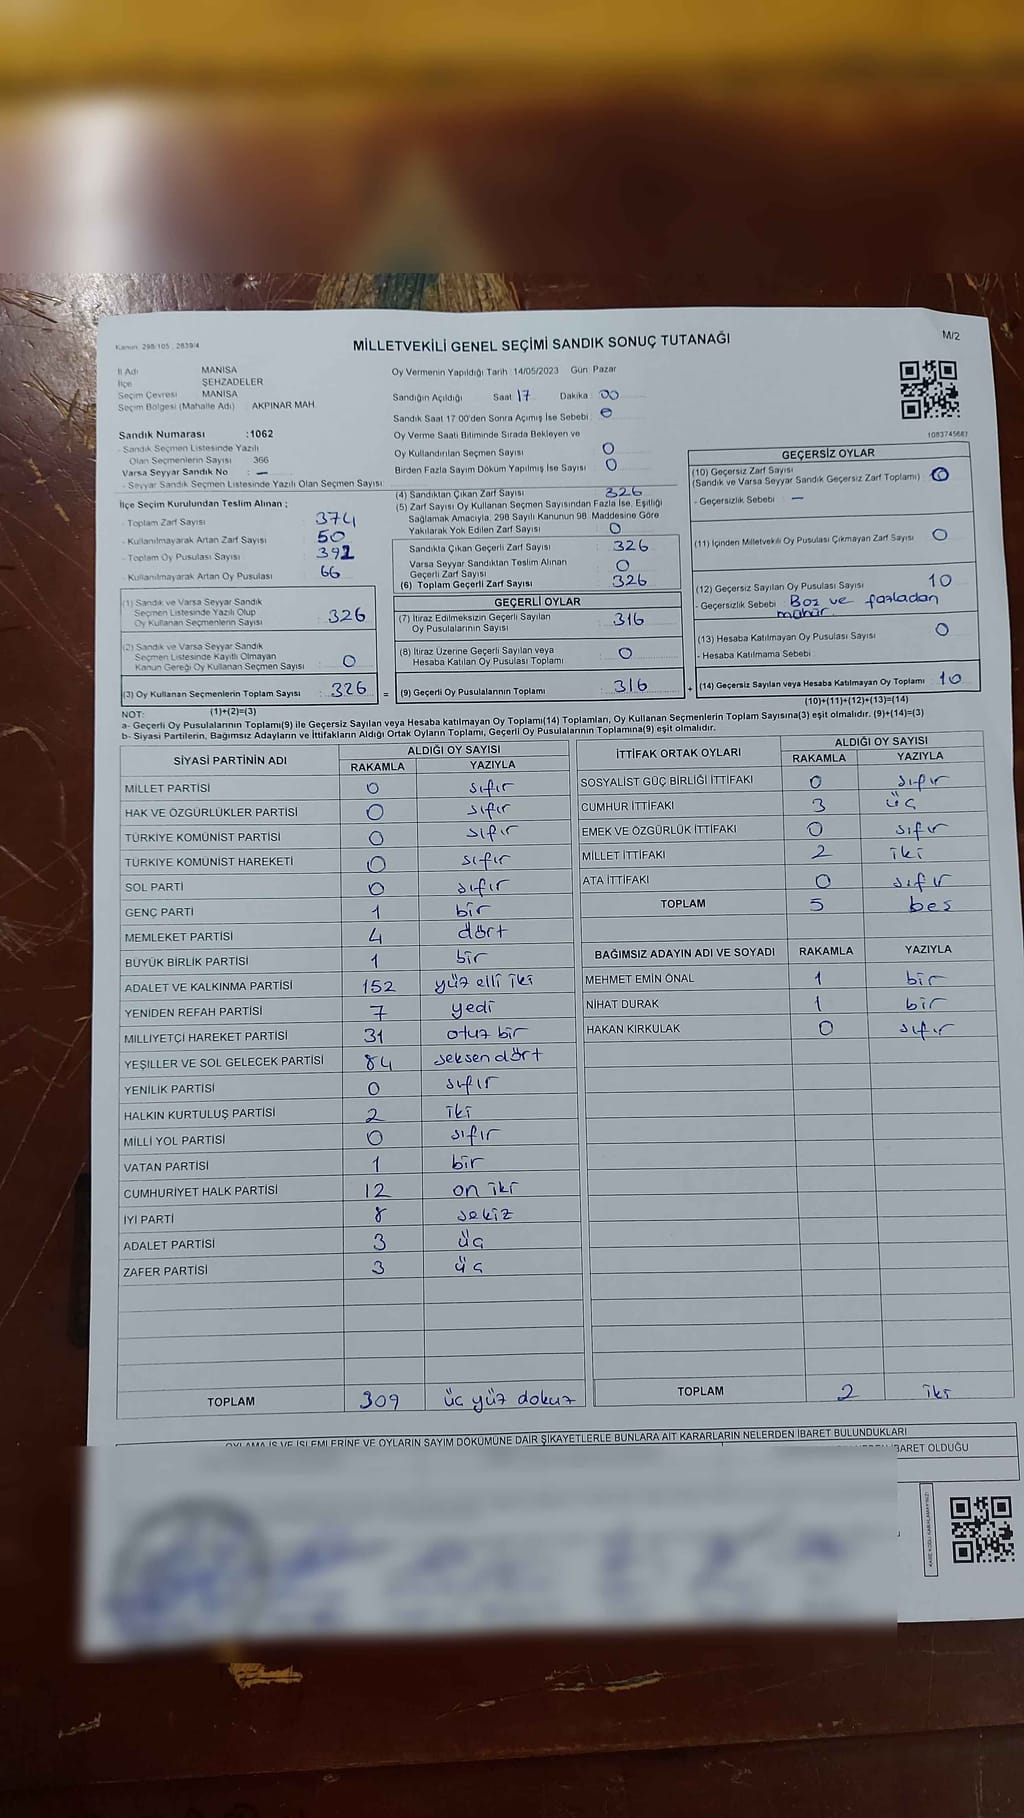 Kanun: 298/105 , 2839/4
MİLLETVEKİLİ GENEL SEÇİMİ SANDIK SONUÇ TUTANAĞI
M/2
İl Adı MANİSA
İlçe ŞEHZADELER
Seçim Çevresi MANİSA
Seçim Bölgesi (Mahalle Adı) : AKPINAR MAH
Sandık Numarası :1062
- Sandık Seçmen Listesinde Yazılı
Olan Seçmenlerin Sayısı 366
Varsa Seyyar Sandık No : –
- Seyyar Sandık Seçmen Listesinde Yazılı Olan Seçmen Sayısı
Oy Vermenin Yapıldığı Tarih : 14/05/2023 Gün Pazar
Sandığın Açıldığı Saat 17 Dakika : 00
Sandık Saat 17.00'den Sonra Açımış İse Sebebi :
Oy Verme Saati Bitiminde Sırada Bekleyen ve
Oy Kullandırılan Seçmen Sayısı : 0
Birden Fazla Sayım Döküm Yapılmış İse Sayısı : 0
1083745687
İlçe Seçim Kurulundan Teslim Alınan ;
- Toplam Zarf Sayısı : 374
- Kullanılmayarak Artan Zarf Sayısı : 50
- Toplam Oy Pusulası Sayısı : 392
- Kullanılmayarak Artan Oy Pusulası : 66
(1) Sandık ve Varsa Seyyar Sandık
Seçmen Listesinde Yazılı Olup
Oy Kullanan Seçmenlerin Sayısı : 326
(2) Sandık ve Varsa Seyyar Sandık
Seçmen Listesinde Kayıtlı Olmayan
Kanun Gereği Oy Kullanan Seçmen Sayısı : 0
(3) Oy Kullanan Seçmenlerin Toplam Sayısı : 326
(1)+(2)=(3)
(4) Sandıktan Çıkan Zarf Sayısı : 326
(5) Zarf Sayısı Oy Kullanan Seçmen Sayısından Fazla İse, Eşitliği
Sağlamak Amacıyla, 298 Sayılı Kanunun 98. Maddesine Göre
Yakılarak Yok Edilen Zarf Sayısı : 0
Sandıkta Çıkan Geçerli Zarf Sayısı : 326
Varsa Seyyar Sandıktan Teslim Alınan
Geçerli Zarf Sayısı : 0
(6) Toplam Geçerli Zarf Sayısı : 326
GEÇERLİ OYLAR
(7) İtiraz Edilmeksizin Geçerli Sayılan
Oy Pusulalarının Sayısı : 316
(8) İtiraz Üzerine Geçerli Sayılan veya
Hesaba Katılan Oy Pusulası Toplamı : 0
= (9) Geçerli Oy Pusulalarının Toplamı : 316
GEÇERSİZ OYLAR
(10) Geçersiz Zarf Sayısı
(Sandık ve Varsa Seyyar Sandık Geçersiz Zarf Toplamı) : 0
- Geçersizlik Sebebi : –
(11) İçinden Milletvekili Oy Pusulası Çıkmayan Zarf Sayısı : 0
(12) Geçersiz Sayılan Oy Pusulası Sayısı : 10
- Geçersizlik Sebebi : Boz ve fazladan
mühür
(13) Hesaba Katılmayan Oy Pusulası Sayısı : 0
- Hesaba Katılmama Sebebi :
+ (14) Geçersiz Sayılan veya Hesaba Katılmayan Oy Toplamı : 10
(10)+(11)+(12)+(13)=(14)
NOT:
a- Geçerli Oy Pusulalarının Toplamı(9) ile Geçersiz Sayılan veya Hesaba katılmayan Oy Toplamı(14) Toplamları, Oy Kullanan Seçmenlerin Toplam Sayısına(3) eşit olmalıdır. (9)+(14)=(3)
b- Siyasi Partilerin, Bağımsız Adayların ve İttifakların Aldığı Oyların Toplamı, Geçerli Oy Pusulalarının Toplamına(9) eşit olmalıdır.
SİYASİ PARTİNİN ADI ALDIĞI OY SAYISI
RAKAMLA YAZIYLA
MİLLET PARTİSİ 0 sıfır
HAK VE ÖZGÜRLÜKLER PARTİSİ 0 sıfır
TÜRKİYE KOMÜNİST PARTİSİ 0 sıfır
TÜRKİYE KOMÜNİST HAREKETİ 0 sıfır
SOL PARTİ 0 sıfır
GENÇ PARTİ 1 bir
MEMLEKET PARTİSİ 4 dört
BÜYÜK BİRLİK PARTİSİ 1 bir
ADALET VE KALKINMA PARTİSİ 152 yüz elli iki
YENİDEN REFAH PARTİSİ 7 yedi
MİLLİYETÇİ HAREKET PARTİSİ 31 otuz bir
YEŞİLLER VE SOL GELECEK PARTİSİ 84 seksen dört
YENİLİK PARTİSİ 0 sıfır
HALKIN KURTULUŞ PARTİSİ 2 iki
MİLLİ YOL PARTİSİ 0 sıfır
VATAN PARTİSİ 1 bir
CUMHURİYET HALK PARTİSİ 12 on iki
İYİ PARTİ 8 sekiz
ADALET PARTİSİ 3 üç
ZAFER PARTİSİ 3 üç
TOPLAM 309 üç yüz dokuz
İTTİFAK ORTAK OYLARI ALDIĞI OY SAYISI
RAKAMLA YAZIYLA
SOSYALİST GÜÇ BİRLİĞİ İTTİFAKI 0 sıfır
CUMHUR İTTİFAKI 3 üç
EMEK VE ÖZGÜRLÜK İTTİFAKI 0 sıfır
MİLLET İTTİFAKI 2 iki
ATA İTTİFAKI 0 sıfır
TOPLAM 5 bes
BAĞIMSIZ ADAYIN ADI VE SOYADI RAKAMLA YAZIYLA
MEHMET EMİN ÖNAL 1 bir
NİHAT DURAK 1 bir
HAKAN KIRKULAK 0 sıfır
TOPLAM 2 iki
OYLAMA İŞ VE İŞLEMLERİNE VE OYLARIN SAYIM DÖKÜMÜNE DAİR ŞİKAYETLERLE BUNLARA AİT KARARLARIN NELERDEN İBARET BULUNDUKLARI
İBARET OLDUĞU